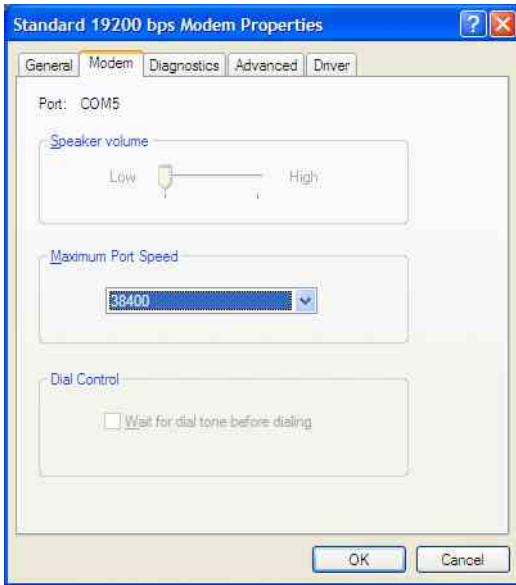 Standard 19200 bps Modem Properties
General Modem Diagnostics Advanced Driver
Port: COM5
Speaker volume
Low High
Maximum Port Speed
38400
Dial Control
Wait for dial tone before dialing
OK Cancel